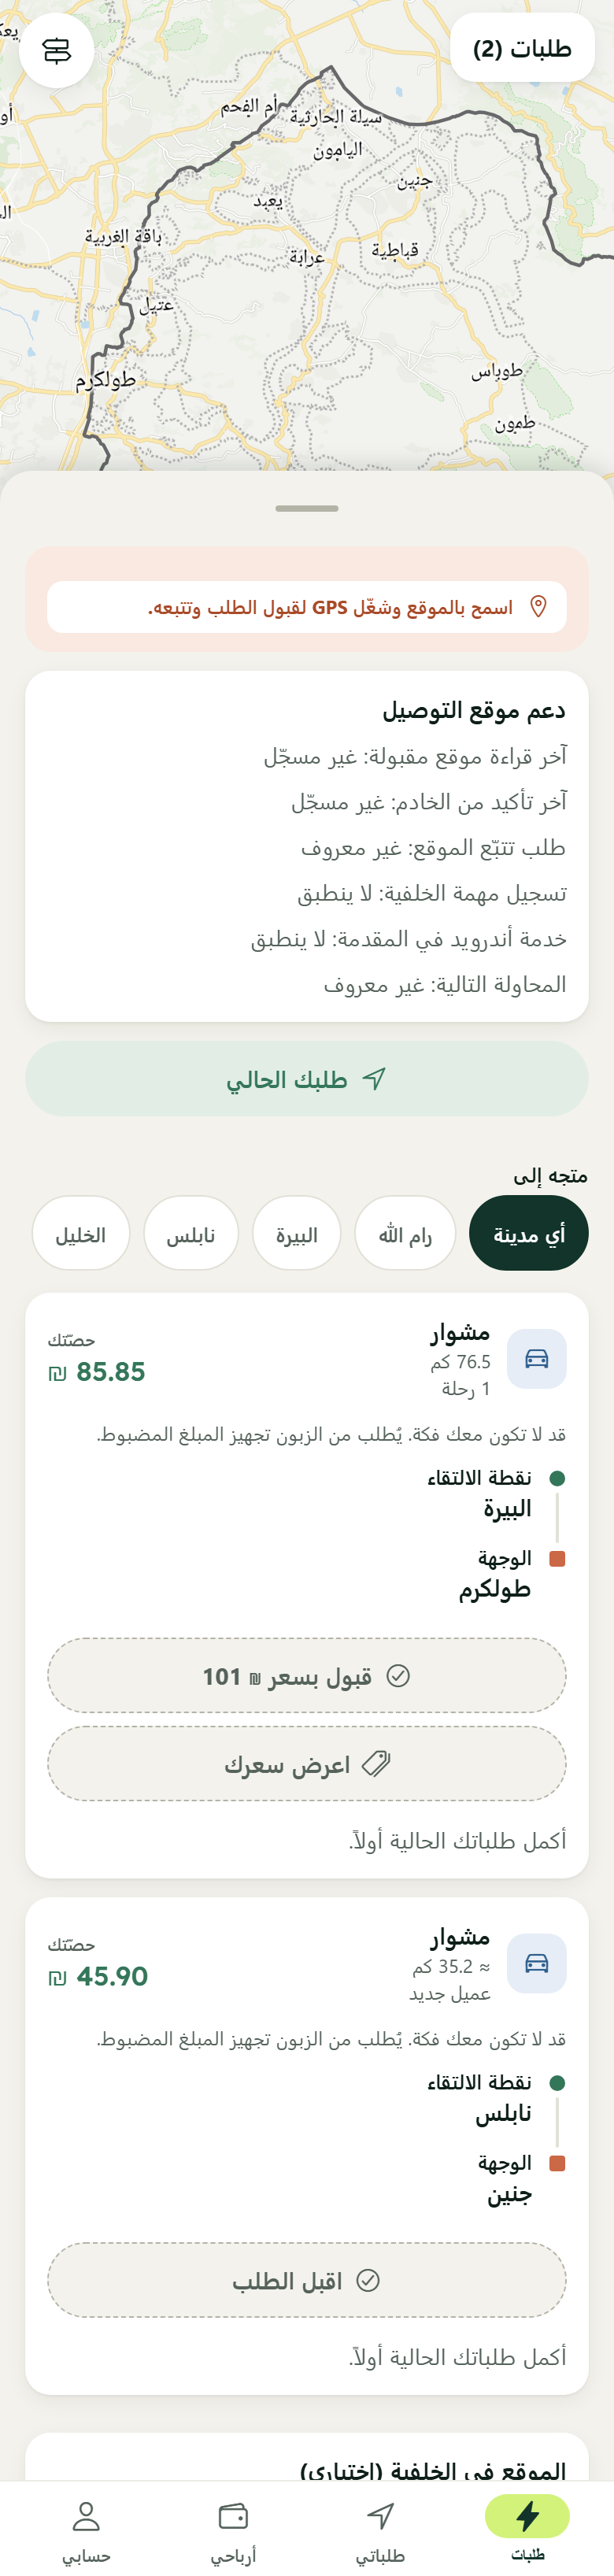 طلبات (2)
يعبد
أم الفحم
سيلة الحارثية
اليامون
جنين
باقة الغربية
عرابة
قباطية
عتيل
طولكرم
طوباس
طمون
اسمح بالموقع وشغّل GPS لقبول الطلب وتتبعه.
دعم موقع التوصيل
آخر قراءة موقع مقبولة: غير مسجّل
آخر تأكيد من الخادم: غير مسجّل
طلب تتبّع الموقع: غير معروف
تسجيل مهمة الخلفية: لا ينطبق
خدمة أندرويد في المقدمة: لا ينطبق
المحاولة التالية: غير معروف
طلبك الحالي
متجه إلى
أي مدينة
رام الله
البيرة
نابلس
الخليل
مشوار
76.5 كم
1 رحلة
حصّتك
85.85 ₪
قد لا تكون معك فكة. يُطلب من الزبون تجهيز المبلغ المضبوط.
نقطة الالتقاء
البيرة
الوجهة
طولكرم
قبول بسعر ₪ 101
اعرض سعرك
أكمل طلباتك الحالية أولاً.
مشوار
≈ 35.2 كم
عميل جديد
حصّتك
45.90 ₪
قد لا تكون معك فكة. يُطلب من الزبون تجهيز المبلغ المضبوط.
نقطة الالتقاء
نابلس
الوجهة
جنين
اقبل الطلب
أكمل طلباتك الحالية أولاً.
الموقع في الخلفية (اختياري)
طلبات
طلباتي
أرباحي
حسابي